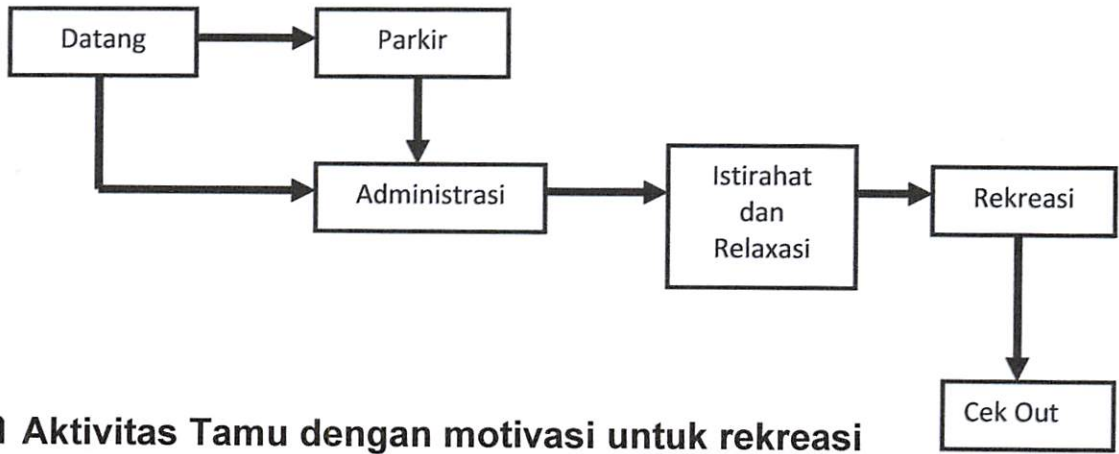 Datang
Parkir
Administrasi
Istirahat
dan
Relaxasi
Rekreasi
Cek Out
Aktivitas Tamu dengan motivasi untuk rekreasi